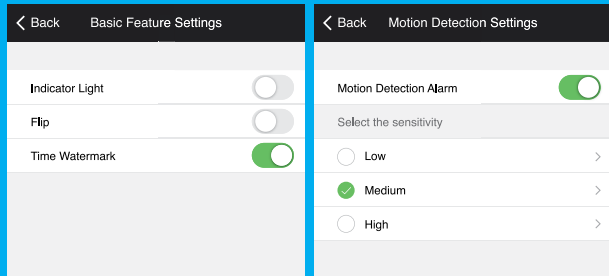 Back Basic Feature Settings
Indicator Light
Flip
Time Watermark
Back Motion Detection Settings
Motion Detection Alarm
Select the sensitivity
Low
Medium
High